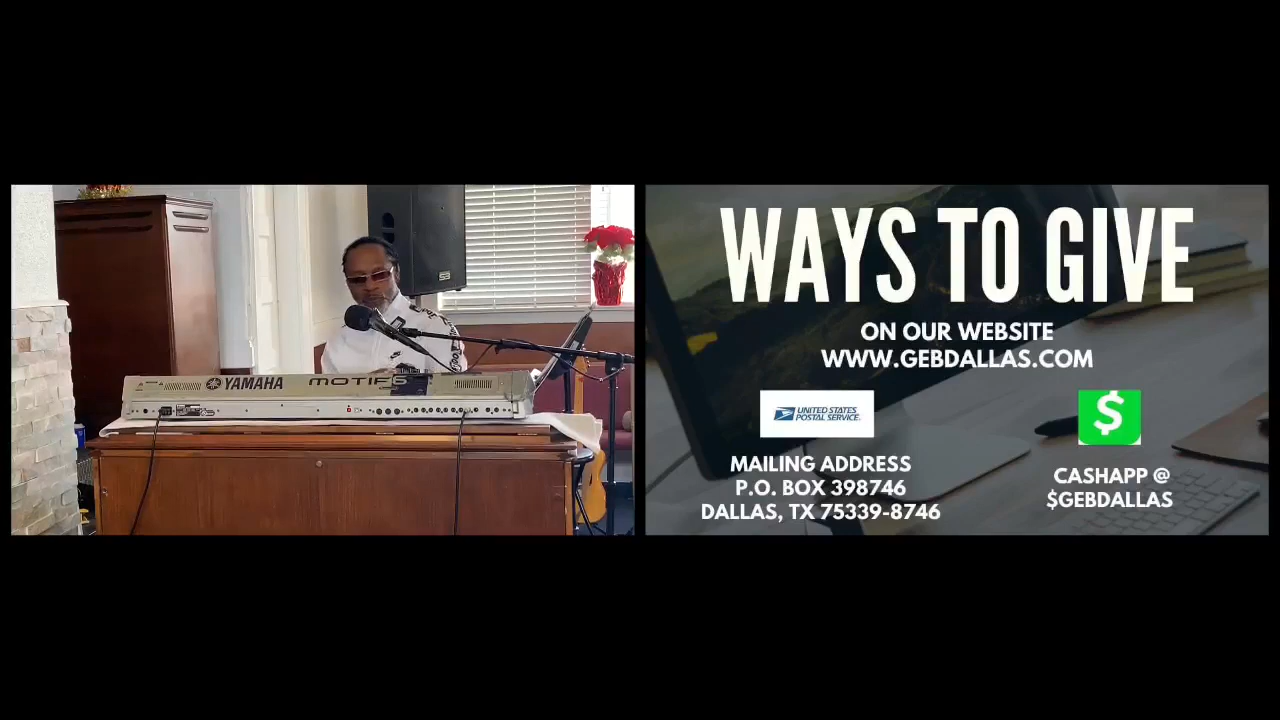 S3
YAMAHA
MOTIF6
WAYS TO GIVE
ON OUR WEBSITE
WWW.GEBDALLAS.COM
UNITED STATES
POSTAL SERVICE
MAILING ADDRESS
P.O. BOX 398746
DALLAS, TX 75339-8746
$
CASHAPP @
$GEBDALLAS